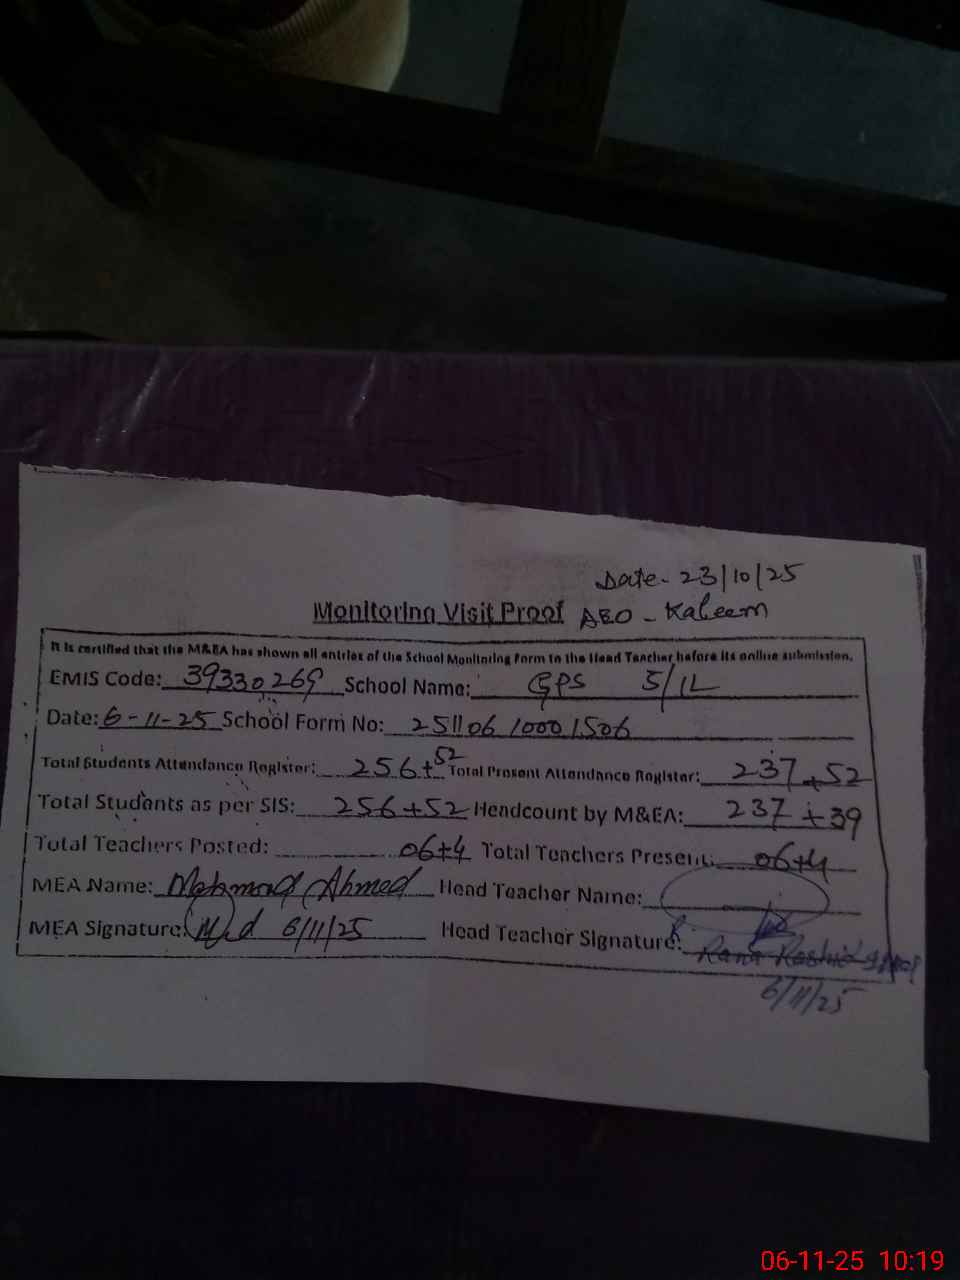 Date - 23/10/25
Monitoring Visit Proof AEO - Kaleem
It is certified that the M&EA has shown all entries of the School Monitoring Form to the Head Teacher before its online submission.
EMIS Code: 39330269 School Name: GPS 5/1L
Date: 6-11-25 School Form No: 251106 10001506
Total Students Attendance Register: 256+52 Total Present Attendance Register: 237+52
Total Students as per SIS: 256+52 Headcount by M&EA: 237+39
Total Teachers Posted: 06+4 Total Teachers Present: 06+4
MEA Name: Mahmood Ahmed Head Teacher Name:
MEA Signature: 6/11/25 Head Teacher Signature:
Rana Rashid
6/11/25
06-11-25 10:19